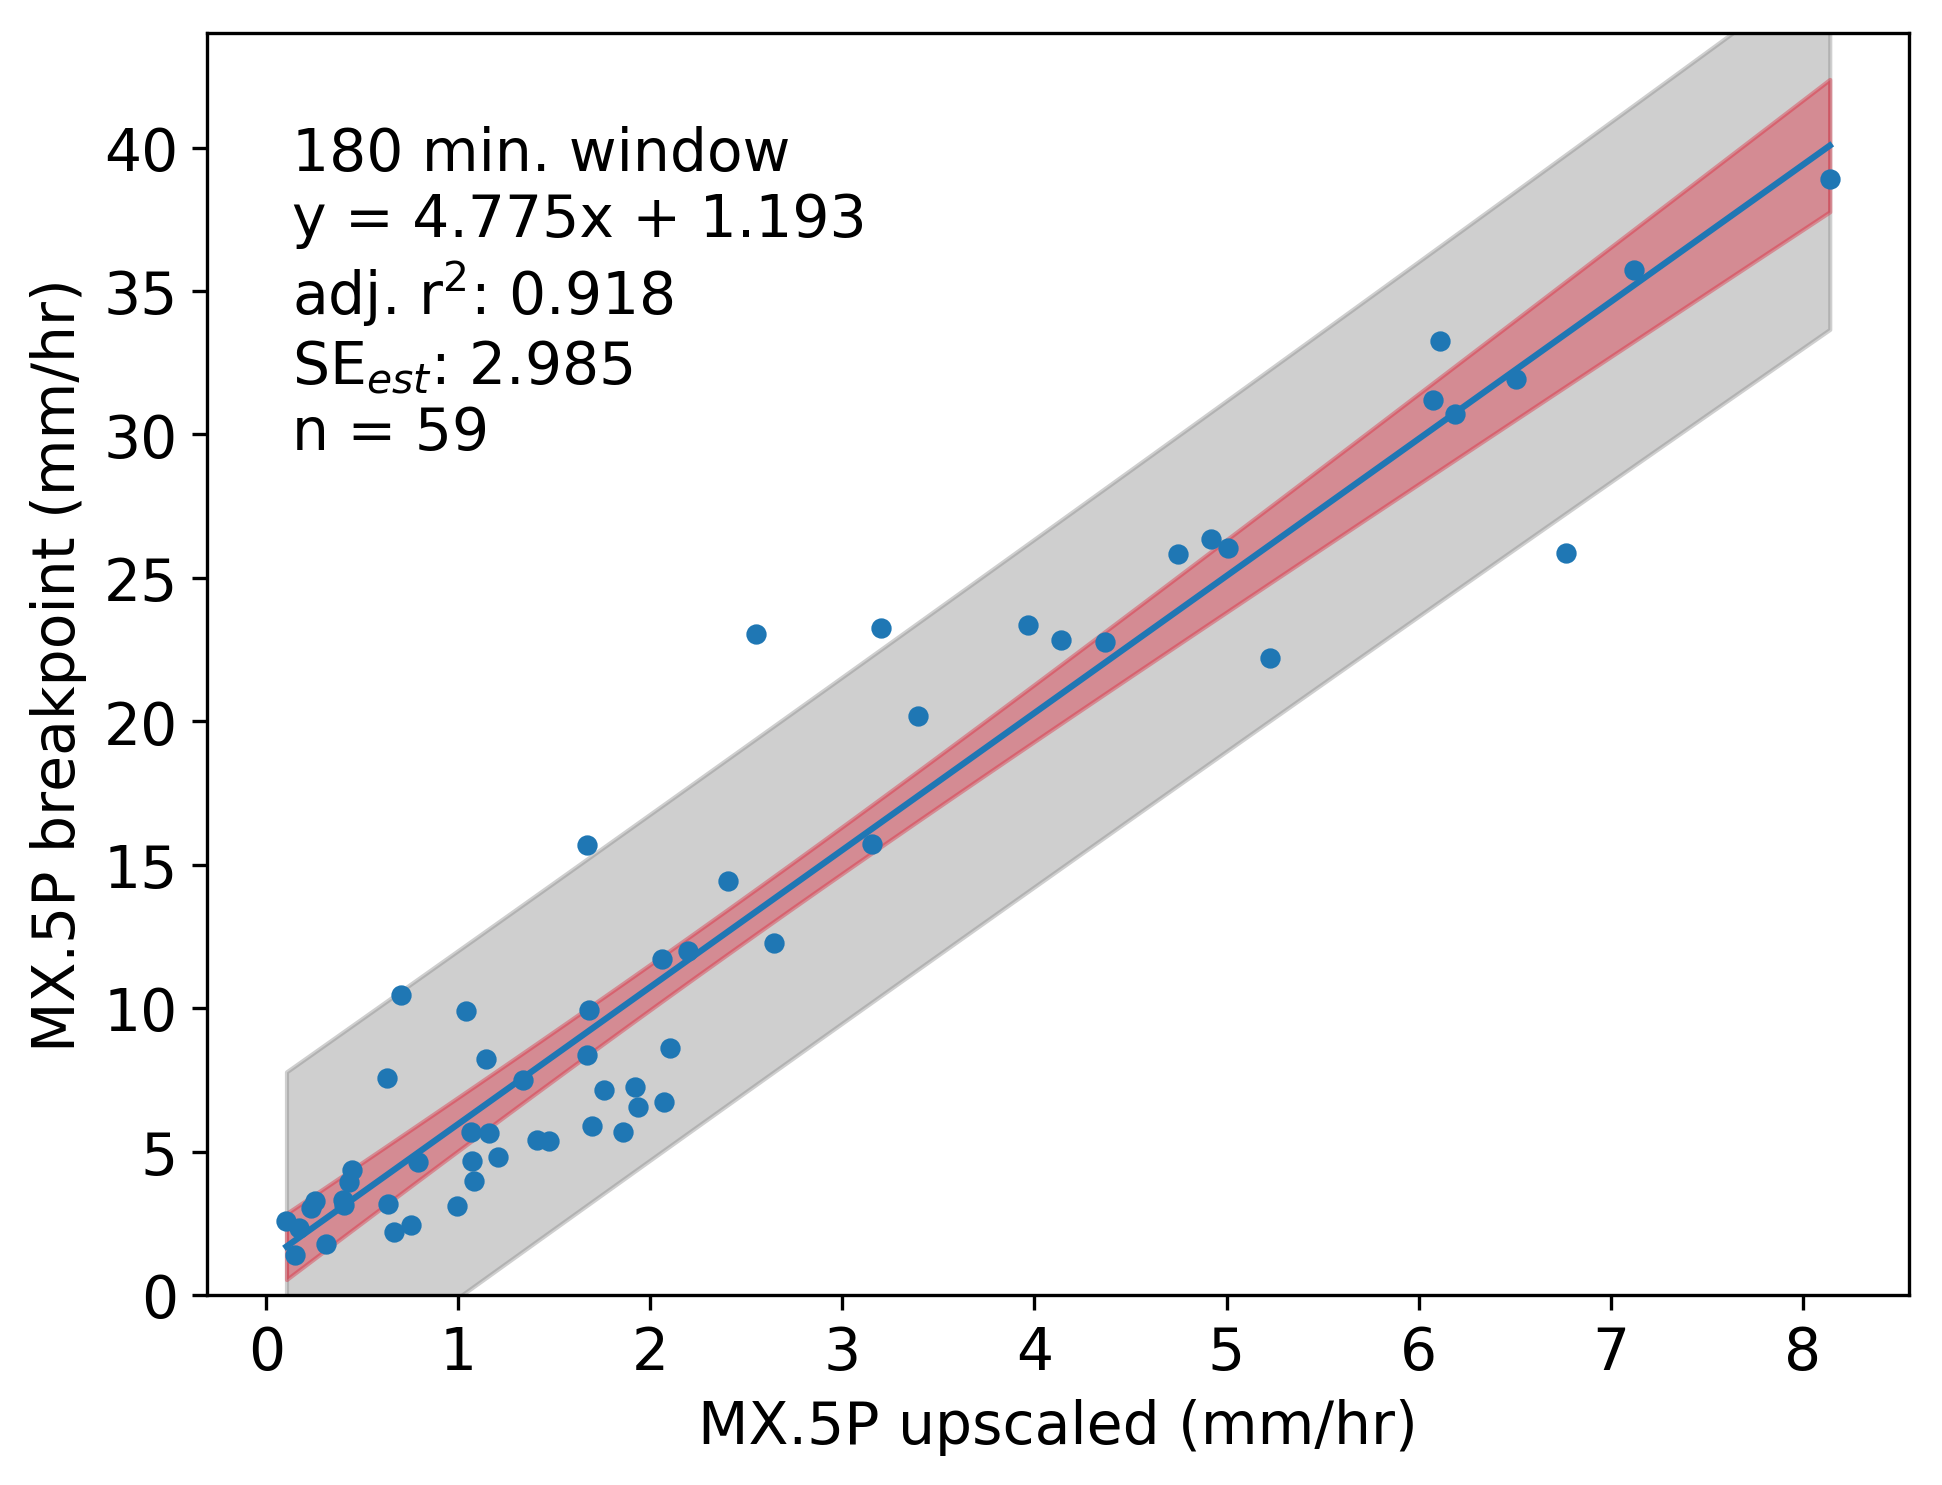 180 min. window
y = 4.775x + 1.193
adj. r²: 0.918
SEest: 2.985
n = 59
MX.5P breakpoint (mm/hr)
40
35
30
25
20
15
10
5
0
0 1 2 3 4 5 6 7 8
MX.5P upscaled (mm/hr)